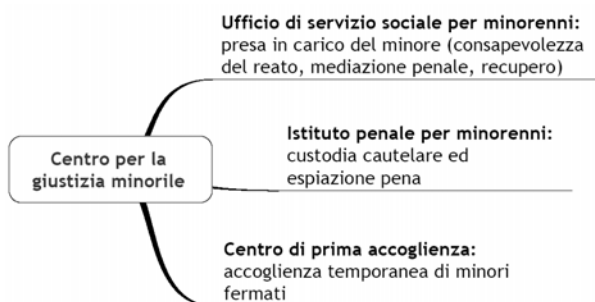 Ufficio di servizio sociale per minorenni:
presa in carico del minore (consapevolezza
del reato, mediazione penale, recupero)
Istituto penale per minorenni:
custodia cautelare ed
espiazione pena
Centro per la
giustizia minorile
Centro di prima accoglienza:
accoglienza temporanea di minori
fermati